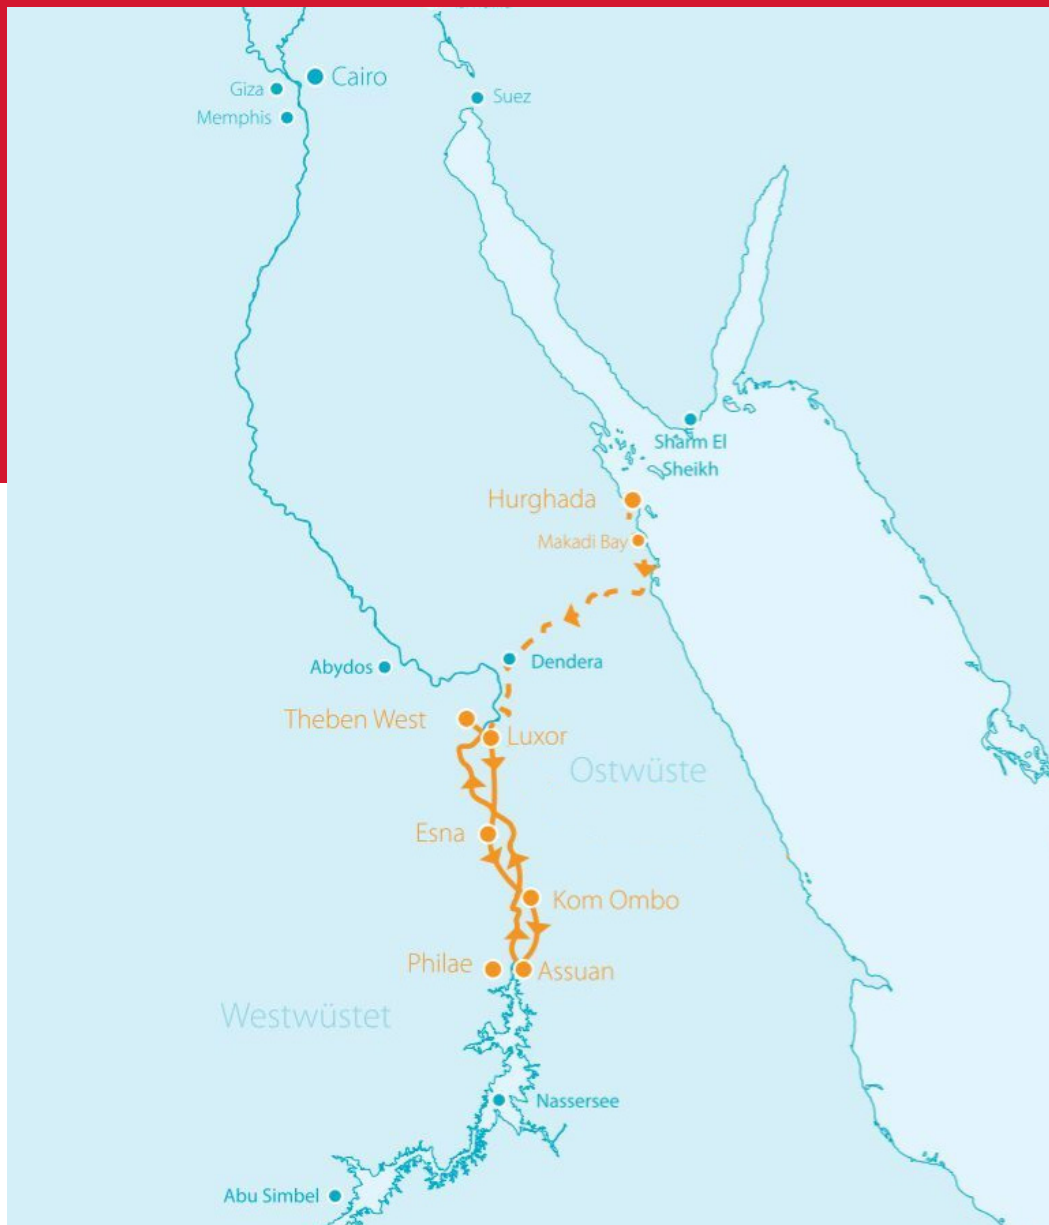 Cairo
Giza
Suez
Memphis
Sharm El
Sheikh
Hurghada
Makadi Bay
Dendera
Abydos
Theben West
Luxor
Ostwüste
Esna
Kom Ombo
Philae
Assuan
Westwüstet
Nassersee
Abu Simbel